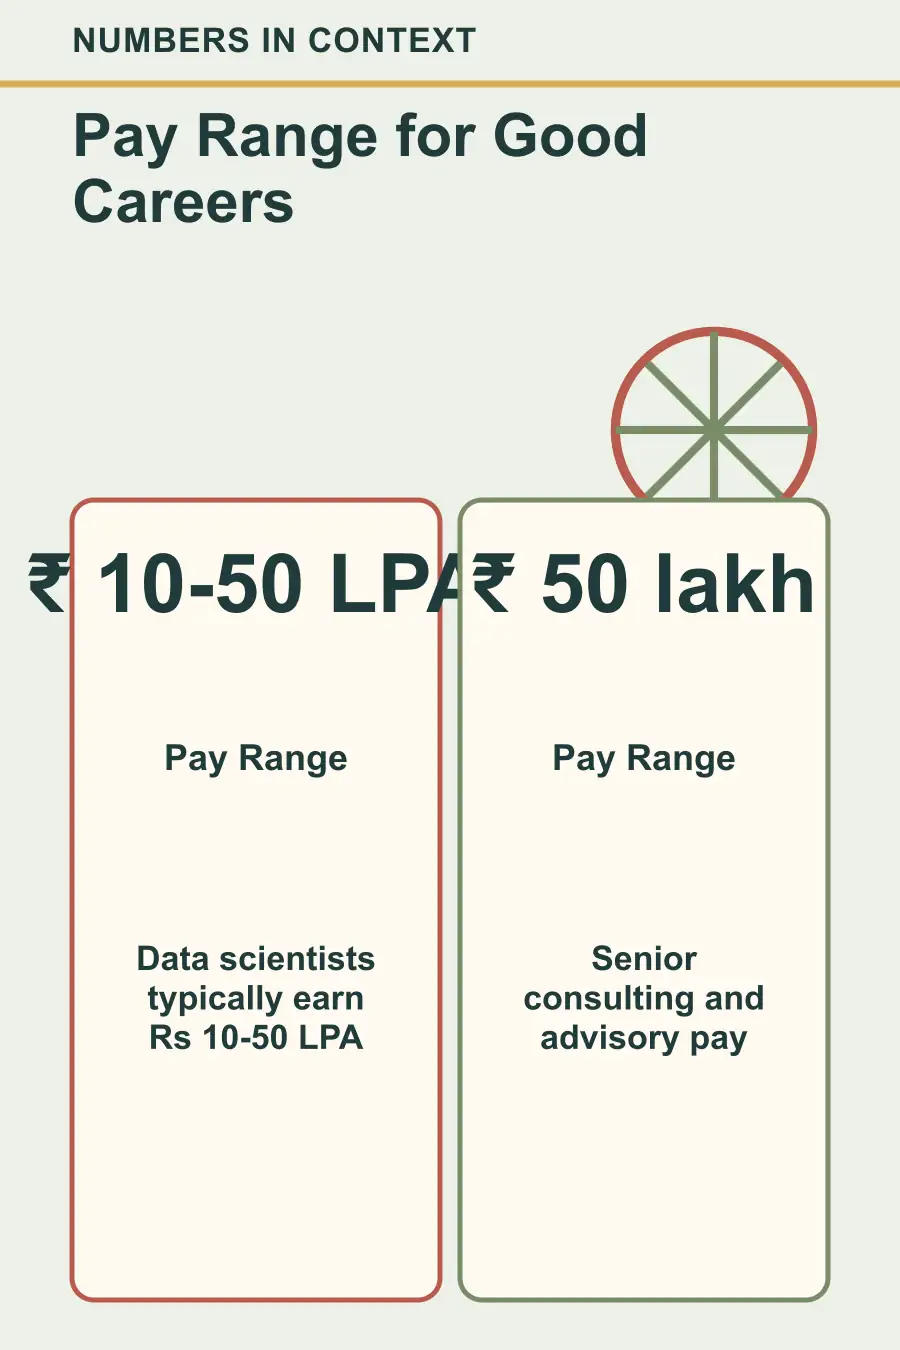 NUMBERS IN CONTEXT
Pay Range for Good
Careers
₹ 10-50 LPA
₹ 50 lakh
Pay Range
Pay Range
Data scientists
typically earn
Rs 10-50 LPA
Senior
consulting and
advisory pay